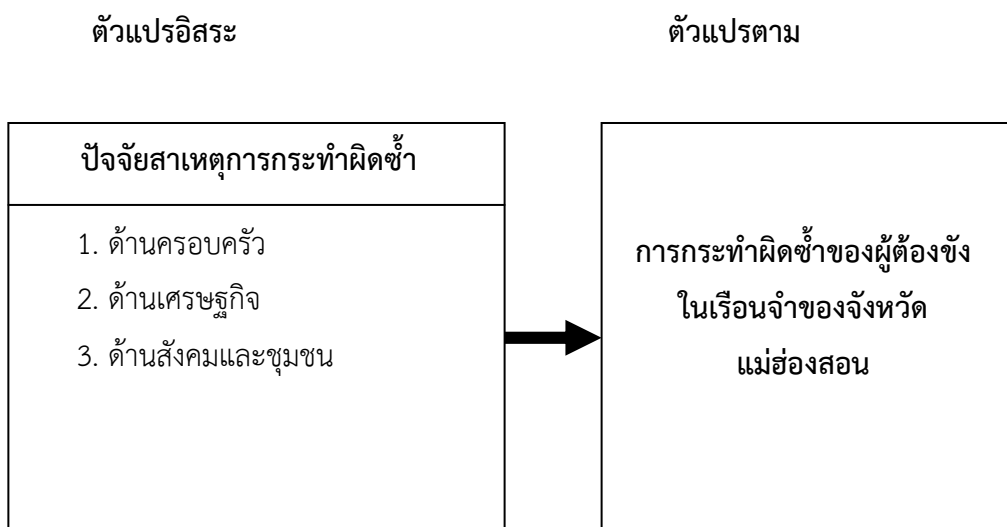 ตัวแปรอิสระ
ตัวแปรตาม
ปัจจัยสาเหตุการกระทำผิดซ้ำ
1. ด้านครอบครัว
2. ด้านเศรษฐกิจ
3. ด้านสังคมและชุมชน
การกระทำผิดซ้ำของผู้ต้องขัง
ในเรือนจำของจังหวัด
แม่ฮ่องสอน